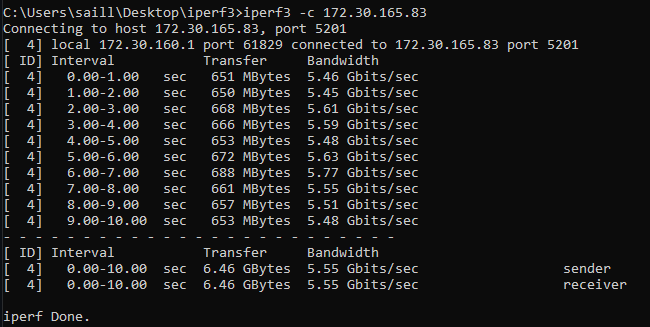 C:\Users\saill\Desktop\iperf3>iperf3 -c 172.30.165.83
Connecting to host 172.30.165.83, port 5201
[  4] local 172.30.160.1 port 61829 connected to 172.30.165.83 port 5201
[ ID] Interval           Transfer     Bandwidth
[  4]   0.00-1.00   sec   651 MBytes  5.46 Gbits/sec
[  4]   1.00-2.00   sec   650 MBytes  5.45 Gbits/sec
[  4]   2.00-3.00   sec   668 MBytes  5.61 Gbits/sec
[  4]   3.00-4.00   sec   666 MBytes  5.59 Gbits/sec
[  4]   4.00-5.00   sec   653 MBytes  5.48 Gbits/sec
[  4]   5.00-6.00   sec   672 MBytes  5.63 Gbits/sec
[  4]   6.00-7.00   sec   688 MBytes  5.77 Gbits/sec
[  4]   7.00-8.00   sec   661 MBytes  5.55 Gbits/sec
[  4]   8.00-9.00   sec   657 MBytes  5.51 Gbits/sec
[  4]   9.00-10.00  sec   653 MBytes  5.48 Gbits/sec
- - - - - - - - - - - - - - - - - - - - - - - - -
[ ID] Interval           Transfer     Bandwidth
[  4]   0.00-10.00  sec  6.46 GBytes  5.55 Gbits/sec                  sender
[  4]   0.00-10.00  sec  6.46 GBytes  5.55 Gbits/sec                  receiver
iperf Done.